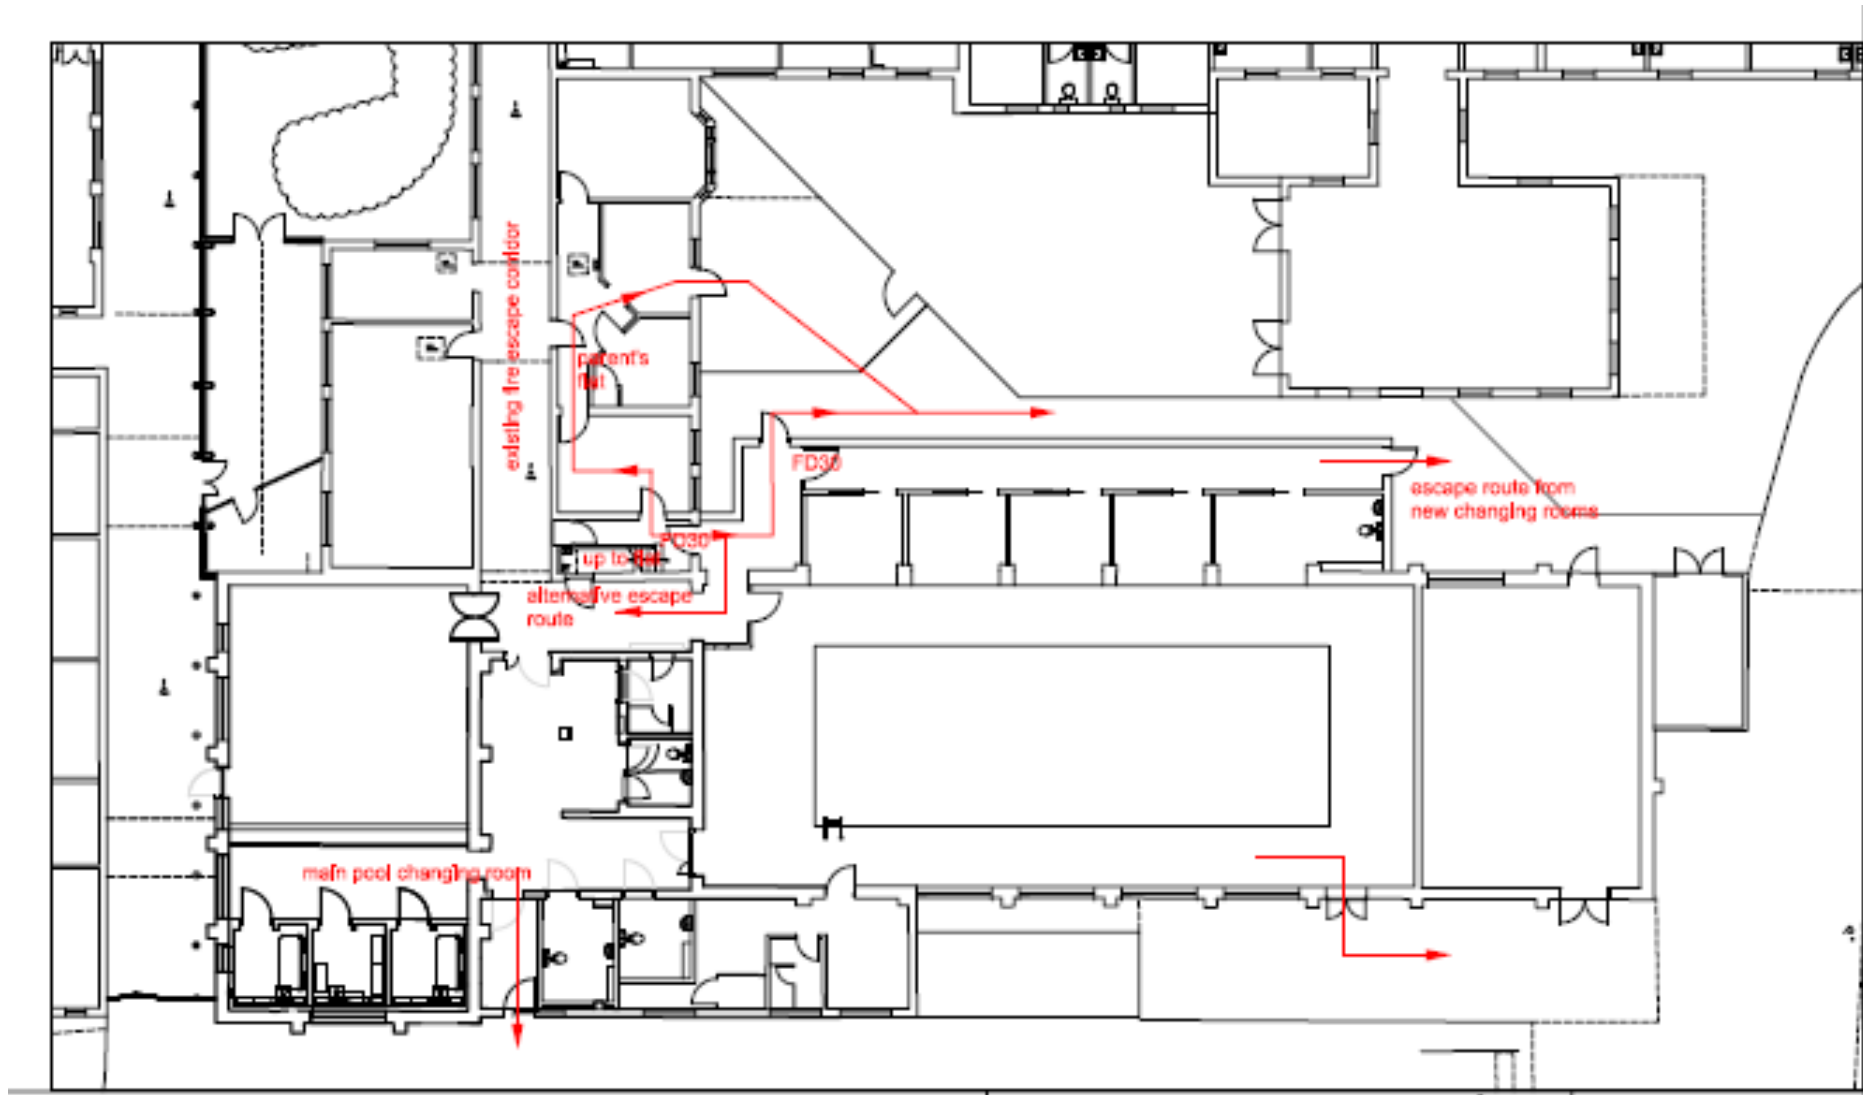 existing fire escape corridor
parent's
flat
FD30
escape route from
new changing rooms
FD30
up to flat
alternative escape
route
main pool changing room